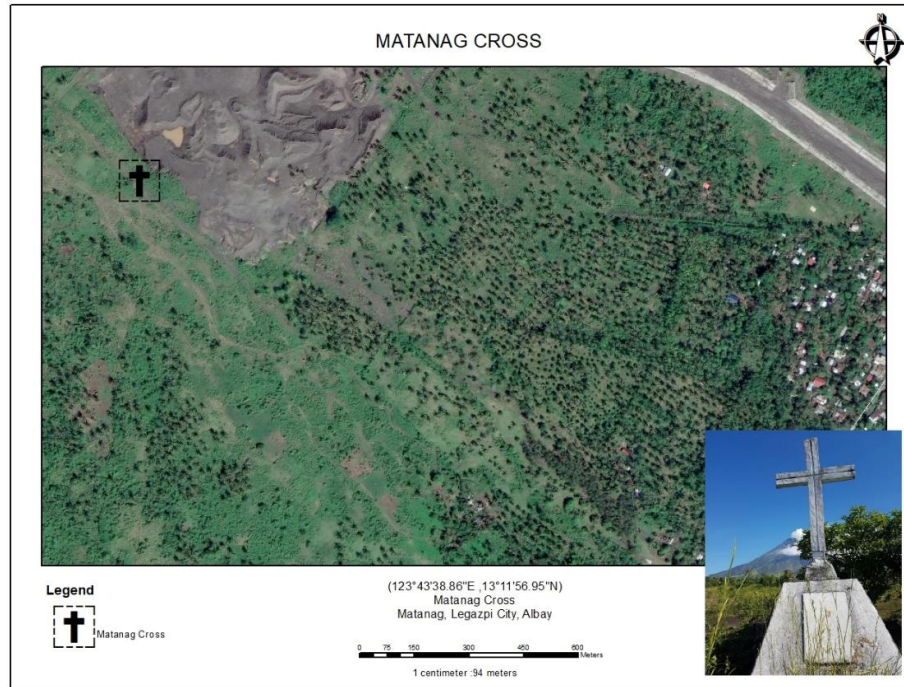 MATANAG CROSS
Legend
Matanag Cross
(123°43'38.86"E ,13°11'56.95"N)
Matanag Cross
Matanag, Legazpi City, Albay
0 75 150 300 450 600
Meters
1 centimeter :94 meters